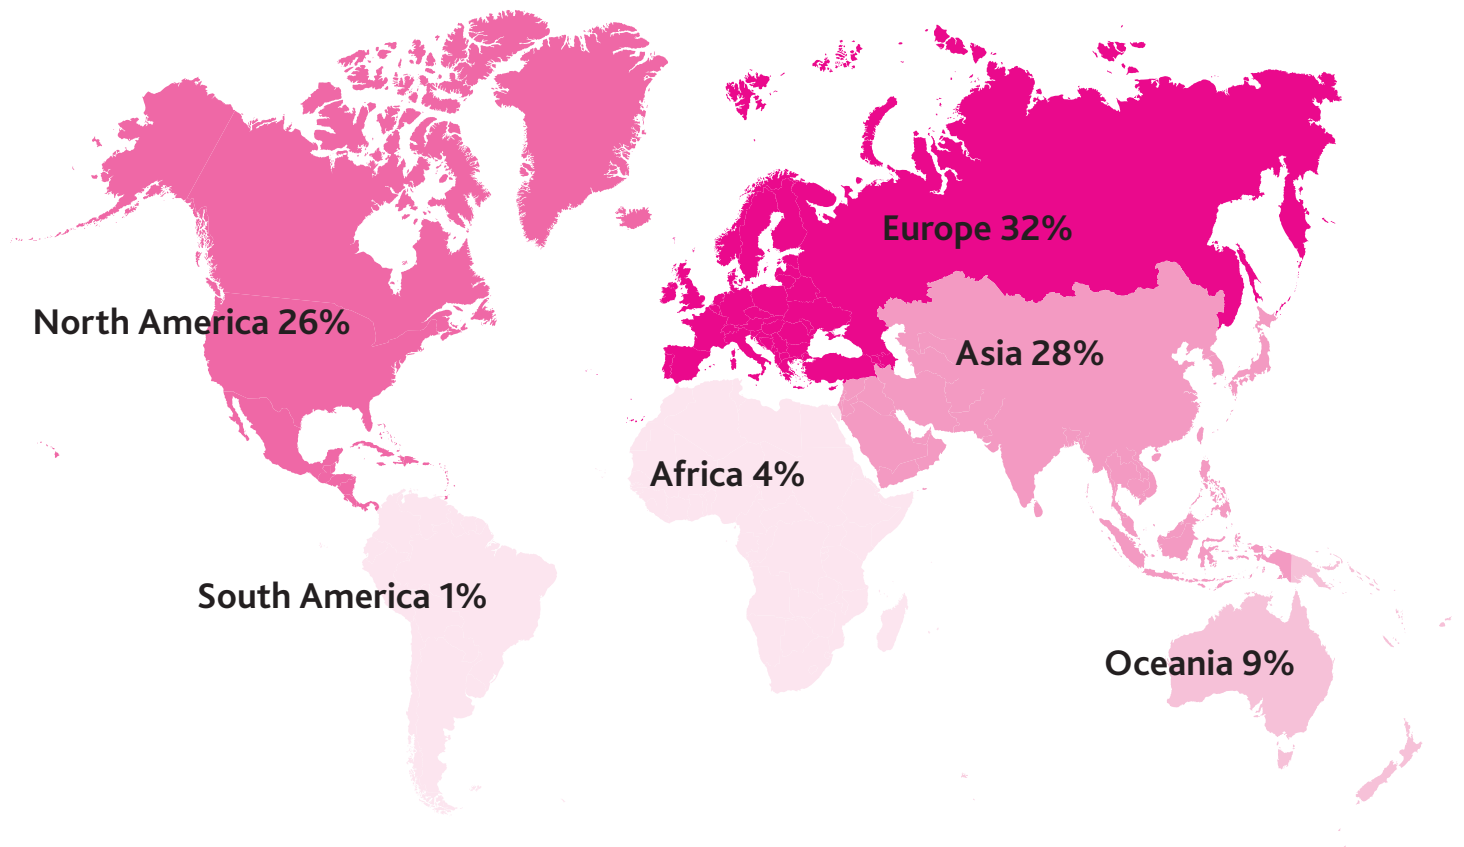 Europe 32%
North America 26%
Asia 28%
Africa 4%
South America 1%
Oceania 9%